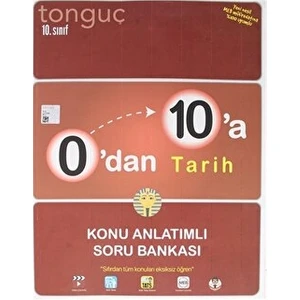 tonguç
10. sınıf
10'a
0'dan Tarih
KONU ANLATIMLI
SORU BANKASI
"Sıfırdan tüm konuları eksiksiz öğren"